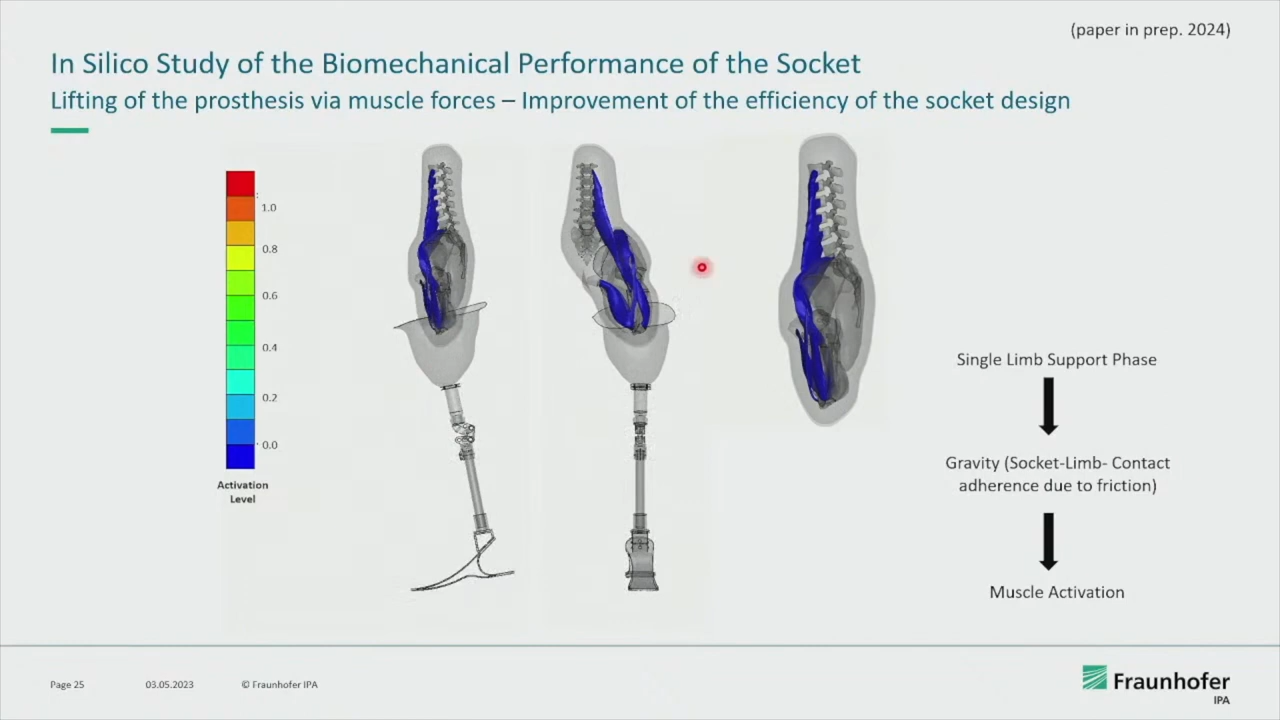 (paper in prep. 2024)
In Silico Study of the Biomechanical Performance of the Socket
Lifting of the prosthesis via muscle forces – Improvement of the efficiency of the socket design
1.0
0.8
0.6
0.4
0.2
0.0
Activation
Level
Single Limb Support Phase
Gravity (Socket-Limb- Contact
adherence due to friction)
Muscle Activation
Page 25
03.05.2023
© Fraunhofer IPA
Fraunhofer
IPA